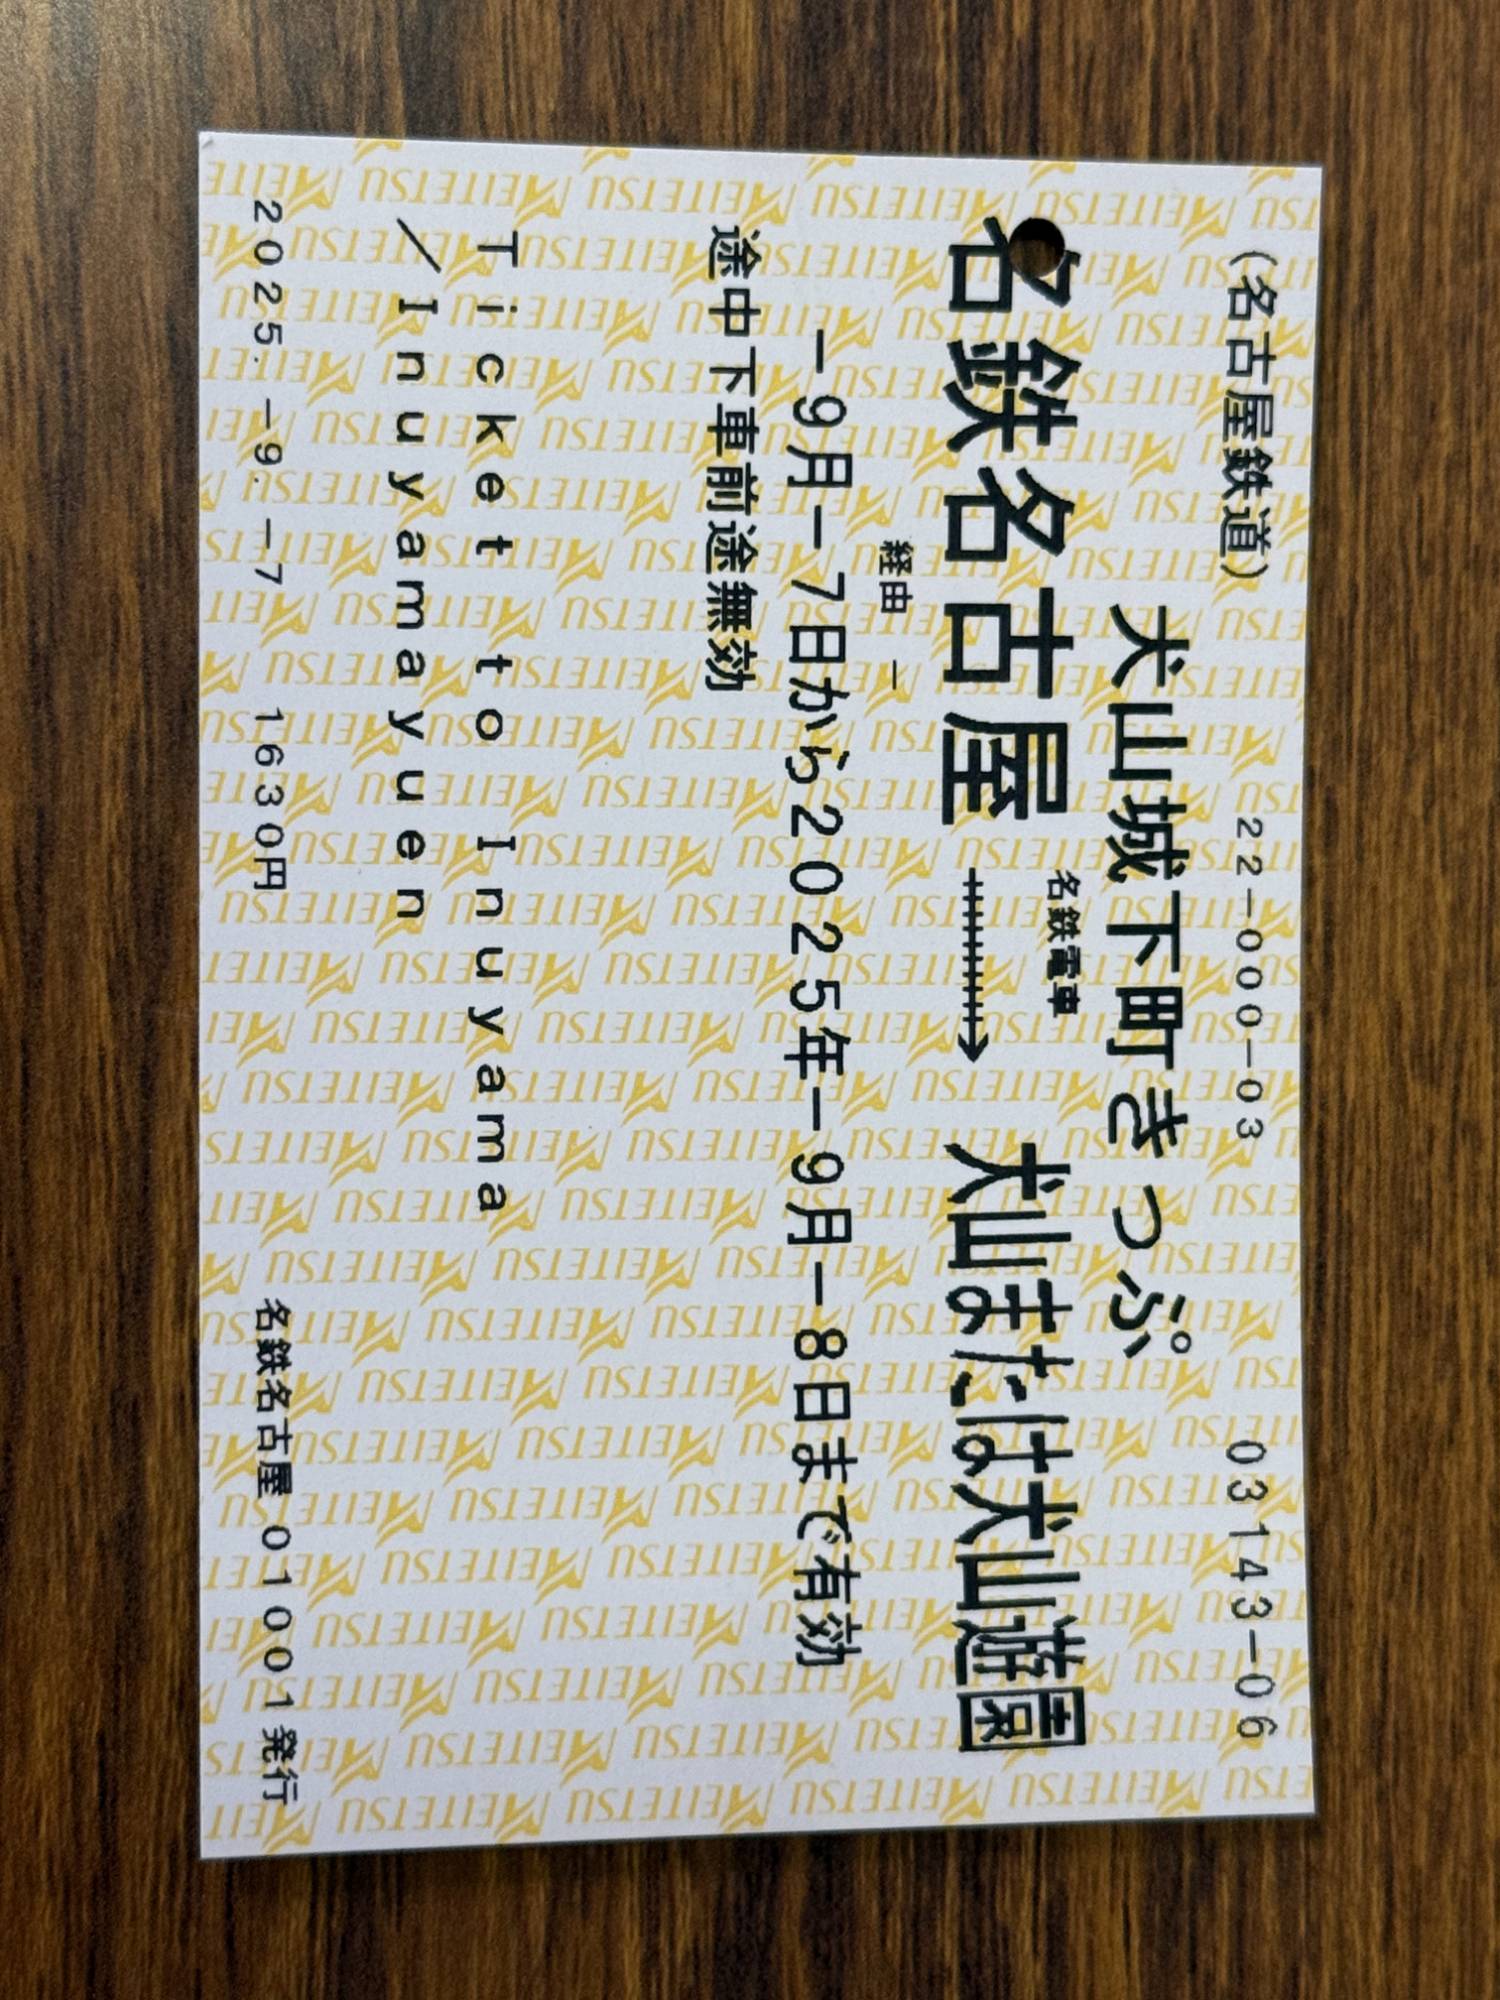 (名古屋鉄道) 22-000-03 03143-06
犬山城下町きっぷ
名鉄電車
名鉄名古屋 → 犬山または犬山遊園
経由 -
-9月-7日から2025年-9月-8日まで有効
途中下車前途無効
Ticket to Inuyama
/Inuyamayuen
2025.-9.-7 1630円 名鉄名古屋 01001発行
MEITETSU